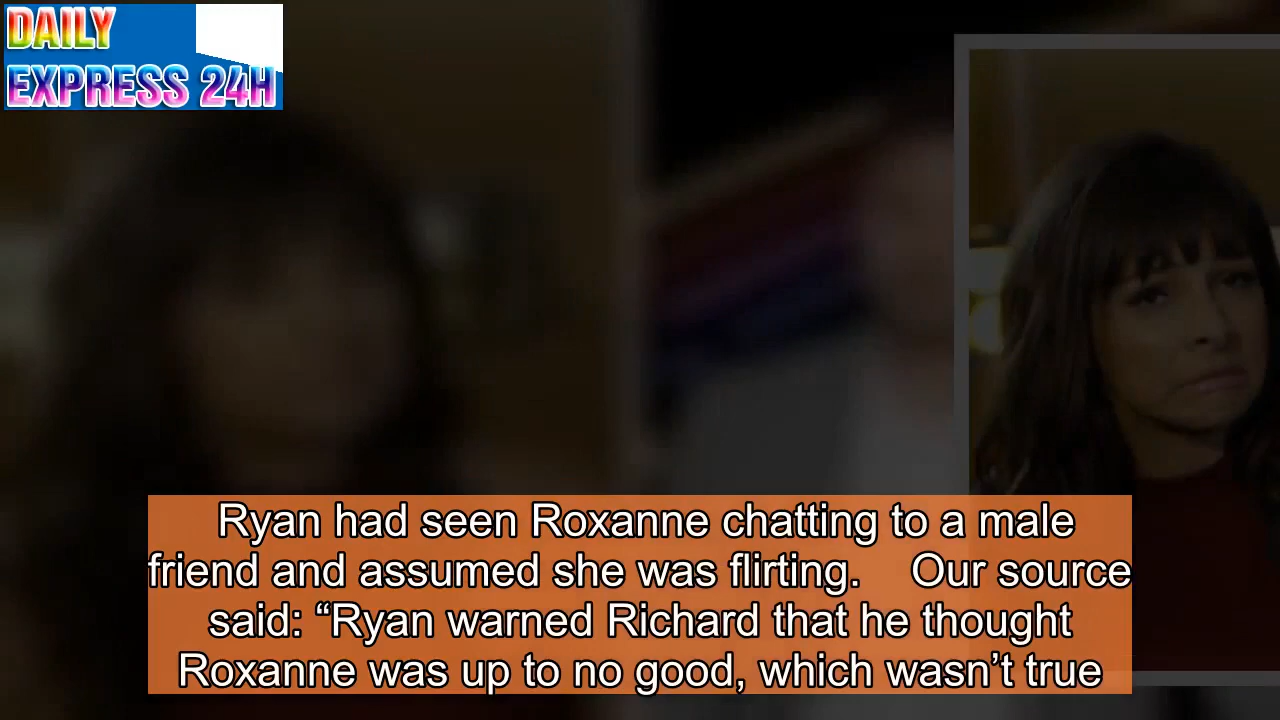 DAILY
EXPRESS 24H
Ryan had seen Roxanne chatting to a male
friend and assumed she was flirting.    Our source
said: “Ryan warned Richard that he thought
Roxanne was up to no good, which wasn’t true